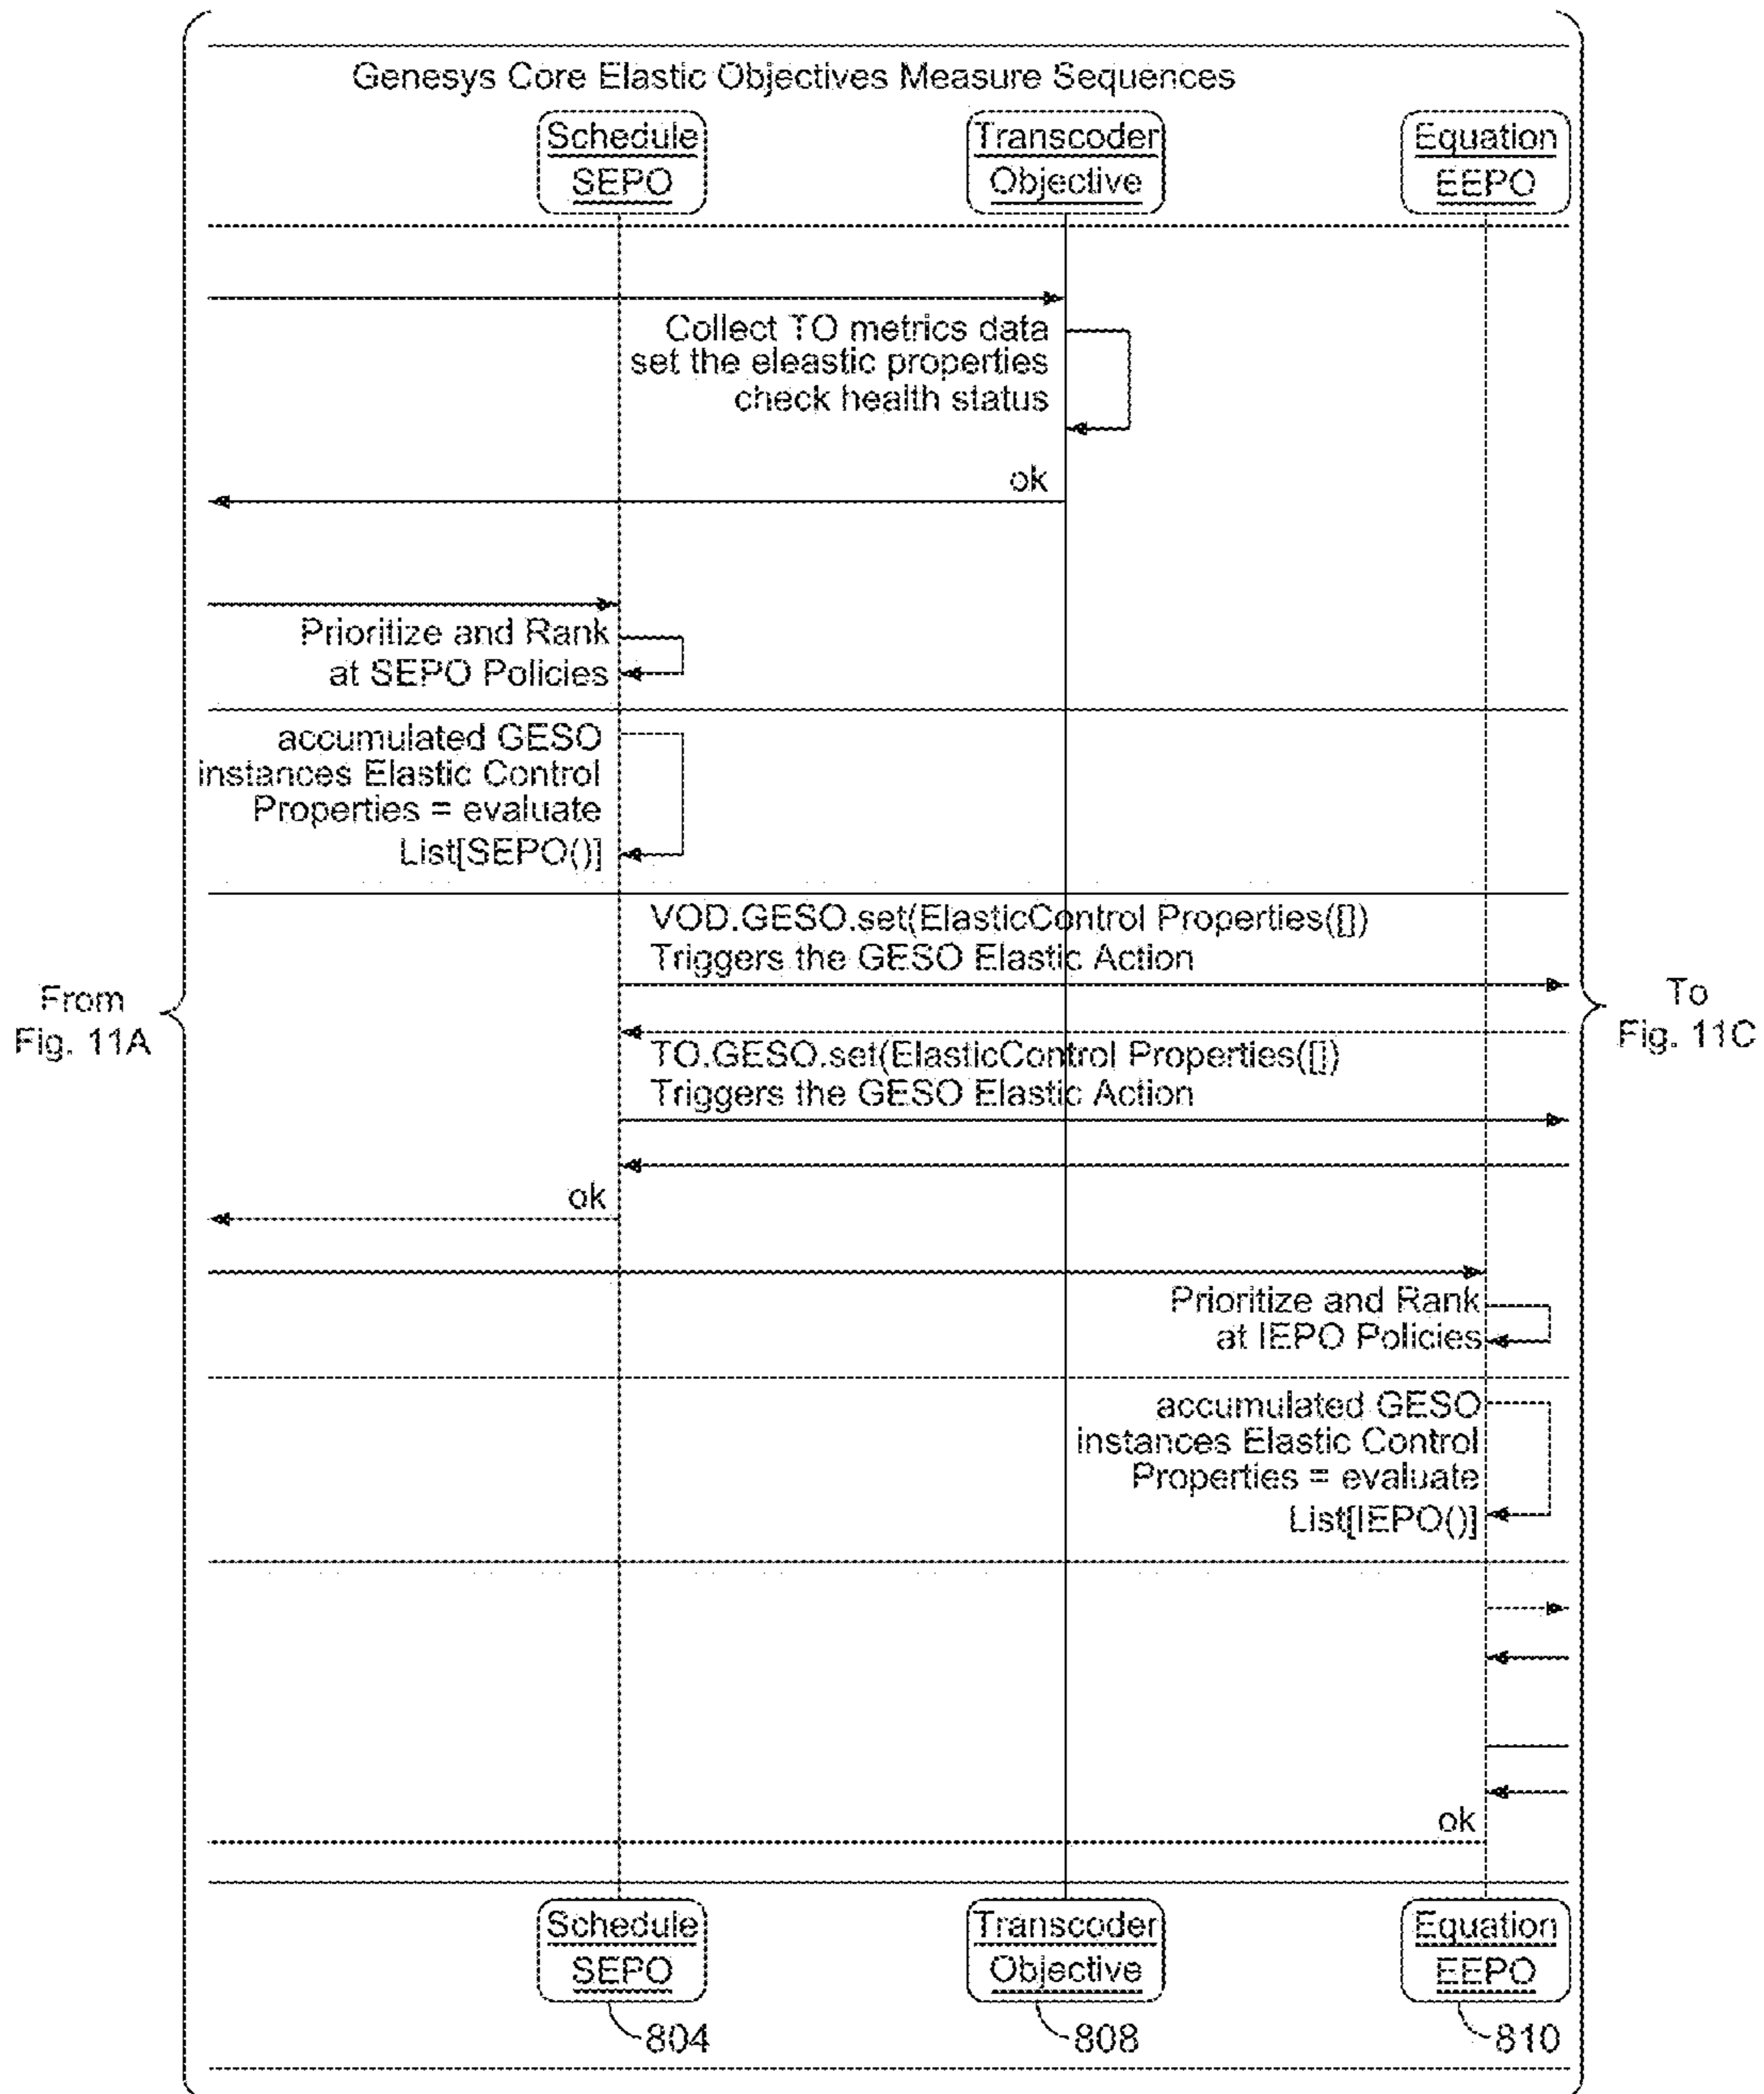 Genesys Core Elastic Objectives Measure Sequences
Schedule
SEPO
Transcoder
Objective
Equation
EEPO
Collect TO metrics data
set the eleastic properties
check health status
ok
Prioritize and Rank
at SEPO Policies
accumulated GESO
instances Elastic Control
Properties = evaluate
List[SEPO()]
VOD.GESO.set(ElasticControl Properties([])
Triggers the GESO Elastic Action
From
Fig. 11A
To
Fig. 11C
TO.GESO.set(ElasticControl Properties([])
Triggers the GESO Elastic Action
ok
Prioritize and Rank
at IEPO Policies
accumulated GESO
instances Elastic Control
Properties = evaluate
List[IEPO()]
ok
Schedule
SEPO
Transcoder
Objective
Equation
EEPO
804
808
810